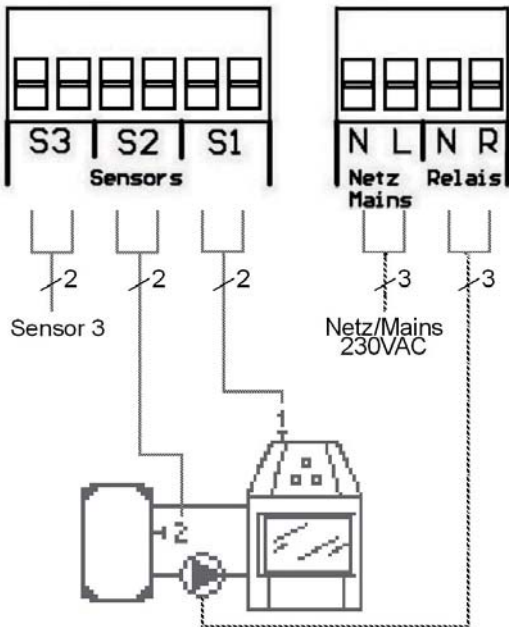 S3 S2 S1
Sensors
N L N R
Netz Relais
Mains
2 2 2 3 3
Sensor 3
Netz/Mains
230VAC
1
2